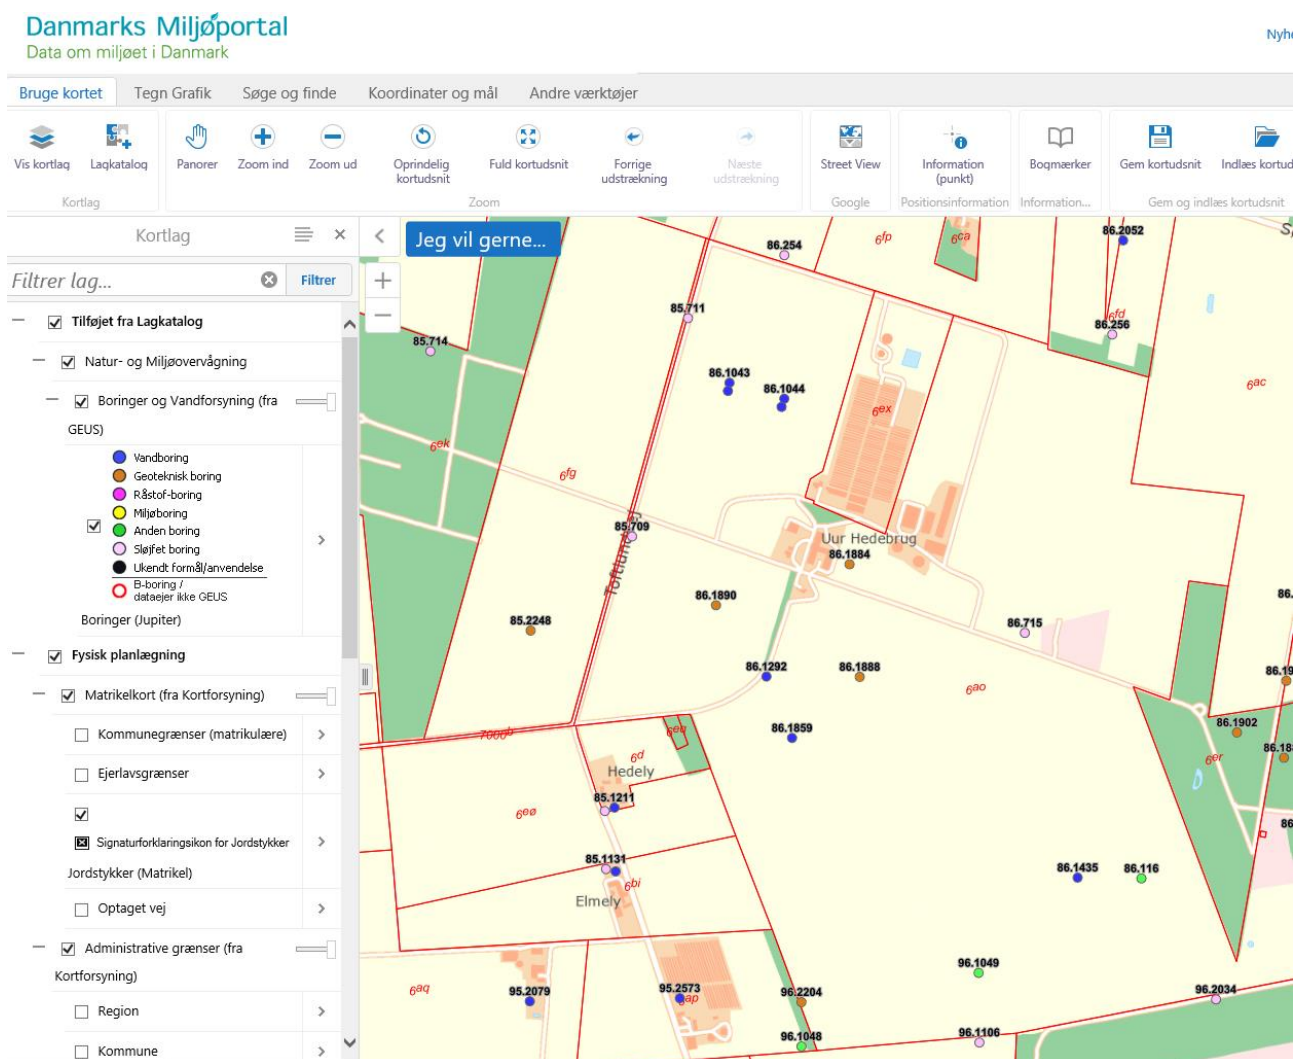 Danmarks Miljøportal
Data om miljøet i Danmark
Bruge kortet Tegn Grafik Søge og finde Koordinater og mål Andre værktøjer
Vis kortlag Lagkatalog Panorer Zoom ind Zoom ud Oprindelig kortudsnit Fuld kortudsnit Forrige udstrækning Næste udstrækning Street View Information (punkt) Bogmærker Gem kortudsnit
Kortlag Zoom Google Positionsinformation Information... Gem og indlæs kortudsnit
Kortlag
Filtrer lag... Filtrer
Tilføjet fra Lagkatalog
Natur- og Miljøovervågning
Boringer og Vandforsyning (fra
GEUS)
Vandboring
Geoteknisk boring
Råstof-boring
Miljøboring
Anden boring
Sløjfet boring
Ukendt formål/anvendelse
B-boring /
dataejer ikke GEUS
Boringer (Jupiter)
Fysisk planlægning
Matrikelkort (fra Kortforsyning)
Kommunegrænser (matrikulære)
Ejerlavsgrænser
Signaturforklaringsikon for Jordstykker
Jordstykker (Matrikel)
Optaget vej
Administrative grænser (fra
Kortforsyning)
Region
Kommune
Jeg vil gerne...
86.254
6fp
6ca
86.2052
85.711
6fd
86.256
85.714
86.1043
86.1044
6ac
6ex
6ek
6fg
85.709
Toftlundvej
Uur Hedebrug
86.1884
86.1890
85.2248
86.715
86.1292
86.1888
6ao
86.1859
86.1902
7000b
6ee
6d
Hedely
6er
85.1211
6eø
85.1131
6bi
Elmely
86.1435
86.116
96.1049
6aq
95.2079
95.2573
6ap
96.2204
96.2034
96.1048
96.1106